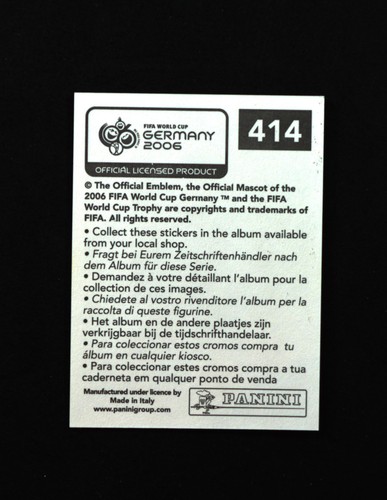 FIFA WORLD CUP
GERMANY
2006
414
OFFICIAL LICENSED PRODUCT
© The Official Emblem, the Official Mascot of the
2006 FIFA World Cup Germany ™ and the FIFA
World Cup Trophy are copyrights and trademarks of
FIFA. All rights reserved.
• Collect these stickers in the album available
from your local shop.
• Fragt bei Eurem Zeitschriftenhändler nach
dem Album für diese Serie.
• Demandez à votre détaillant l'album pour la
collection de ces images.
• Chiedete al vostro rivenditore l'album per la
raccolta di queste figurine.
• Het album en de andere plaatjes zijn
verkrijgbaar bij de tijdschrifthandelaar.
• Para coleccionar estos cromos compra tu
álbum en cualquier kiosco.
• Para coleccionar estes cromos compra a tua
caderneta em qualquer ponto de venda
Manufactured under licence by
Made in Italy
www.paninigroup.com
PANINI